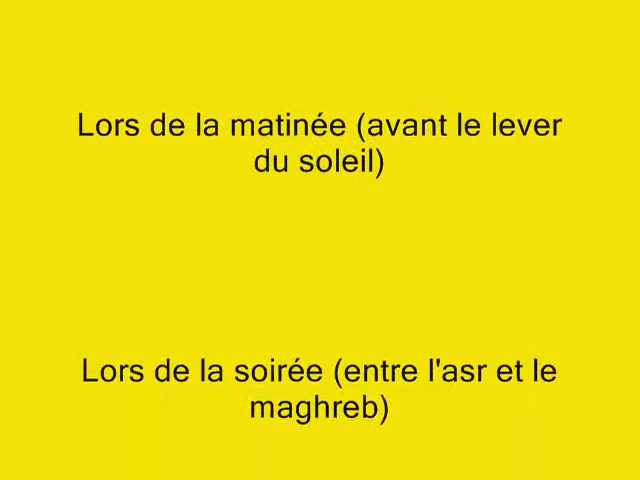 Lors de la matinée (avant le lever
du soleil)
Lors de la soirée (entre l'asr et le
maghreb)